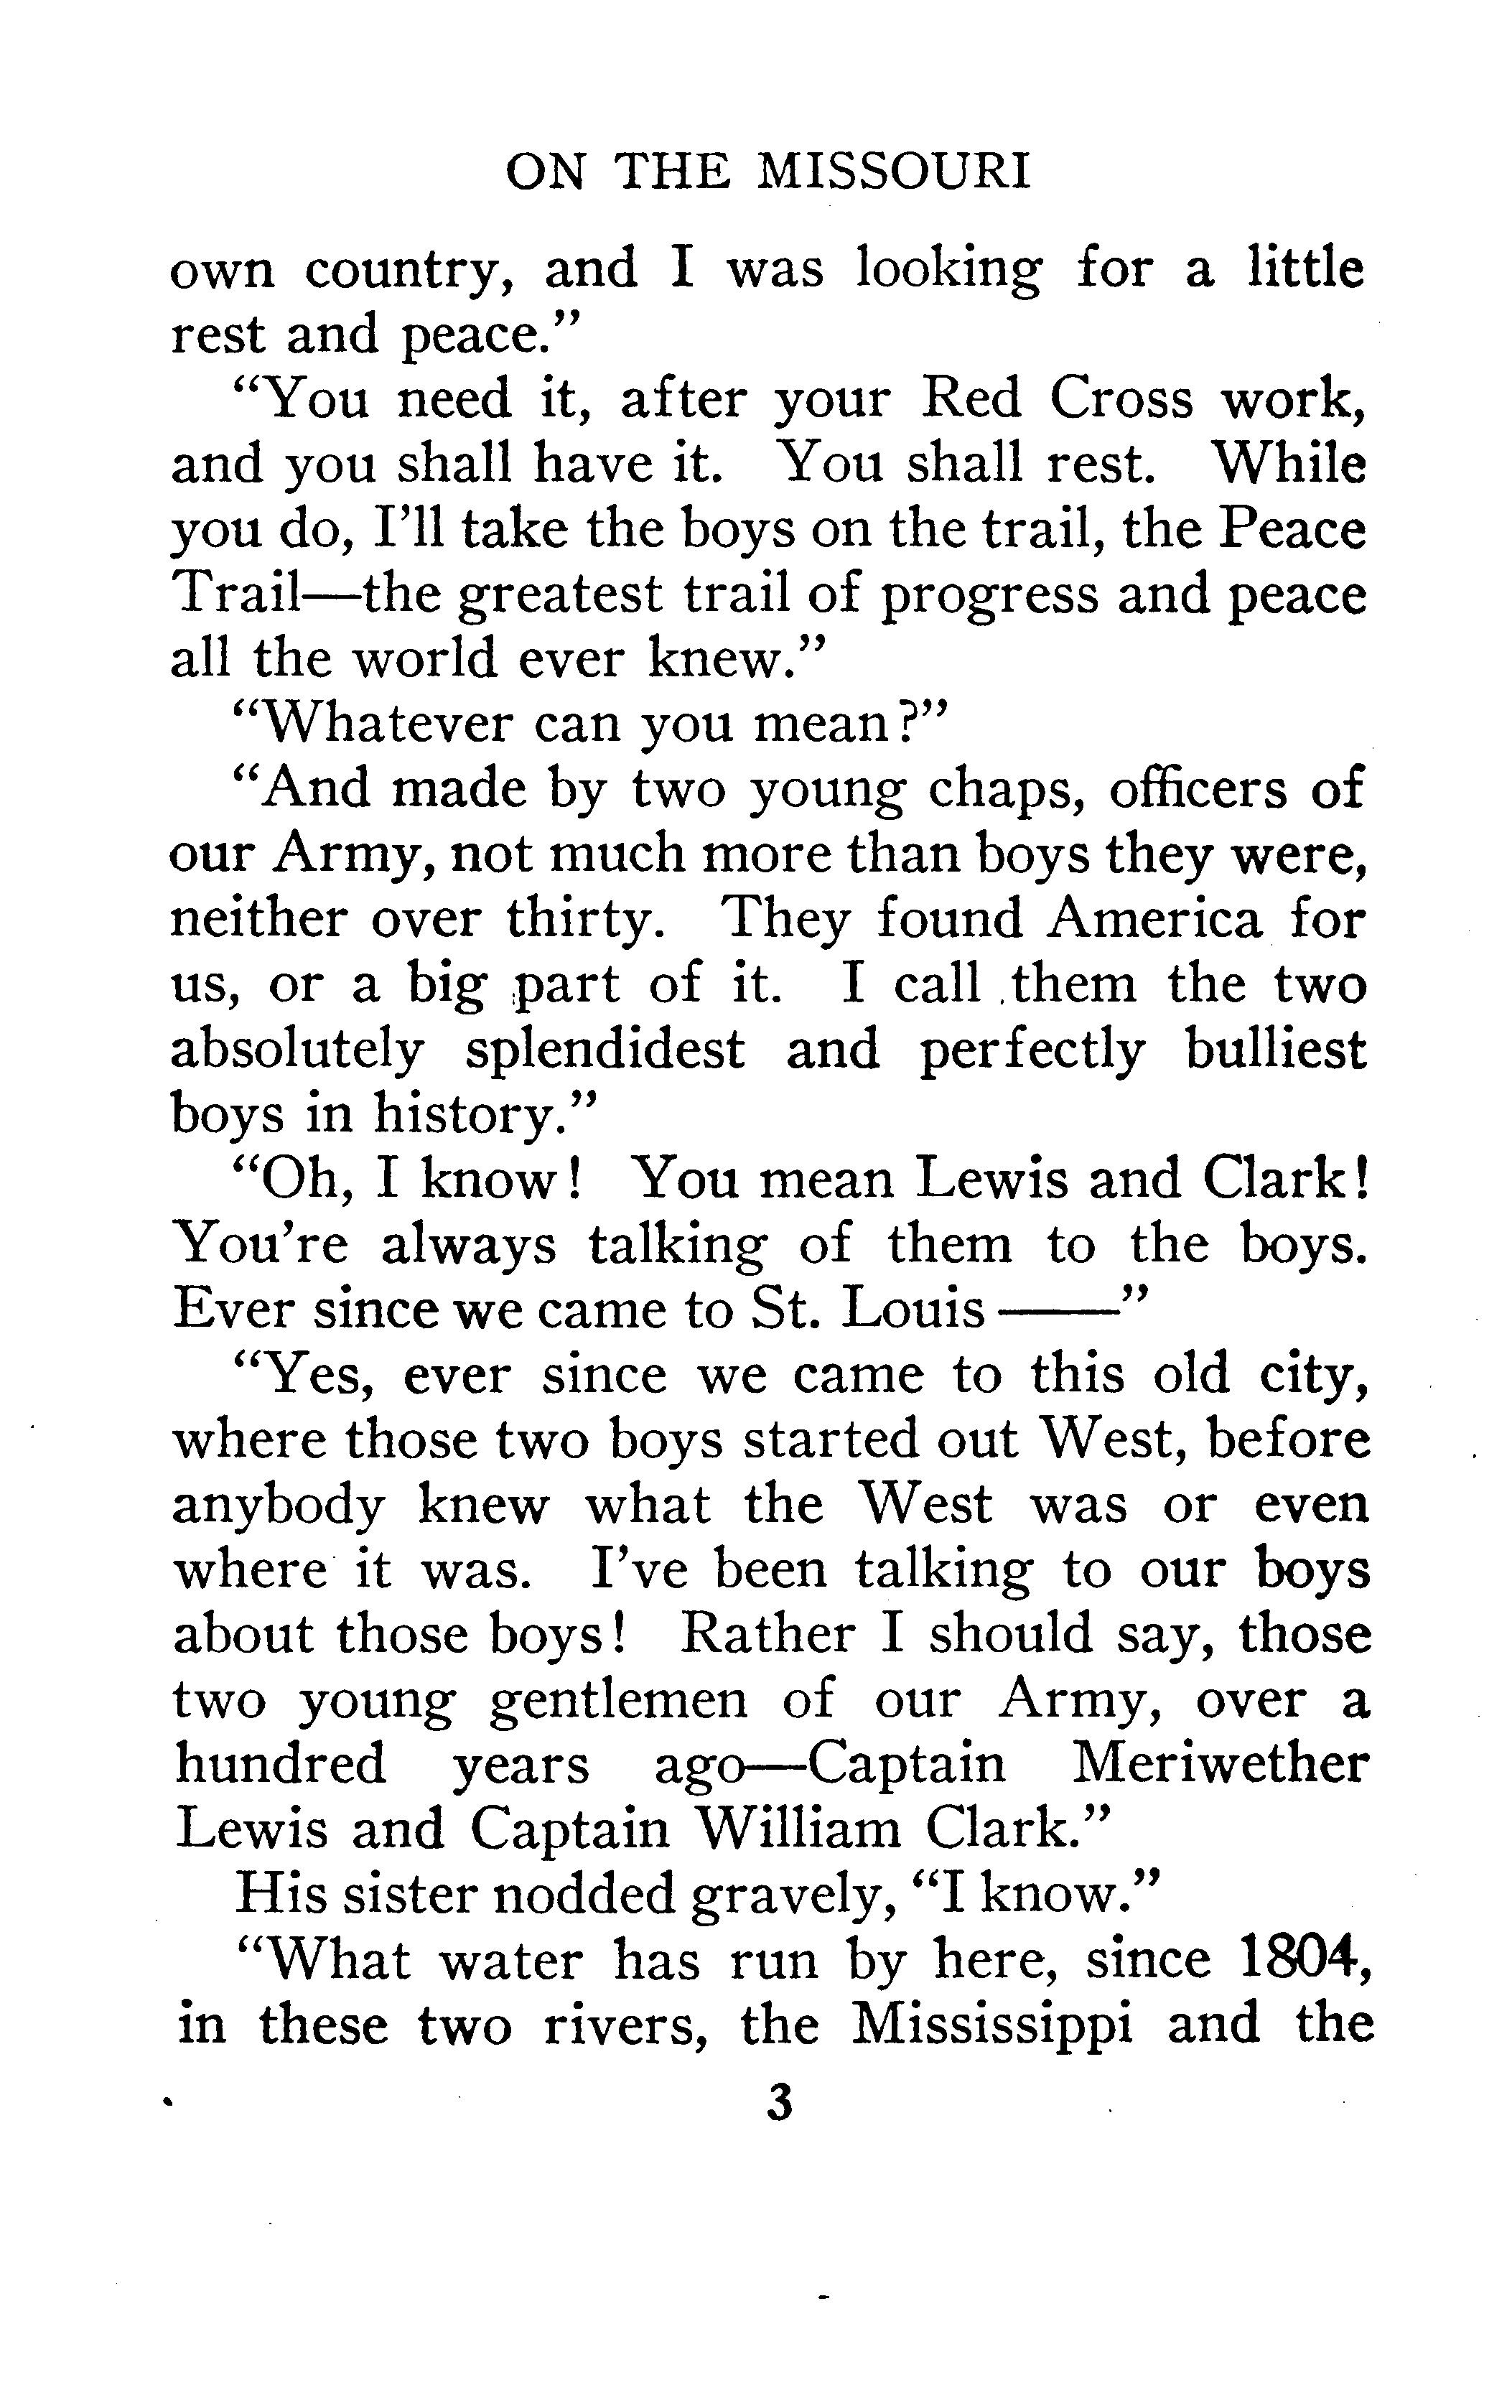 ON THE MISSOURI
own country, and I was looking for a little
rest and peace.”
“You need it, after your Red Cross work,
and you shall have it. You shall rest. While
you do, I’ll take the boys on the trail, the Peace
Trail—the greatest trail of progress and peace
all the world ever knew.”
“Whatever can you mean?”
“And made by two young chaps, officers of
our Army, not much more than boys they were,
neither over thirty. They found America for
us, or a big part of it. I call them the two
absolutely splendidest and perfectly bulliest
boys in history.”
“Oh, I know! You mean Lewis and Clark!
You’re always talking of them to the boys.
Ever since we came to St. Louis ——”
“Yes, ever since we came to this old city,
where those two boys started out West, before
anybody knew what the West was or even
where it was. I’ve been talking to our boys
about those boys! Rather I should say, those
two young gentlemen of our Army, over a
hundred years ago—Captain Meriwether
Lewis and Captain William Clark.”
His sister nodded gravely, “I know.”
“What water has run by here, since 1804,
in these two rivers, the Mississippi and the
3